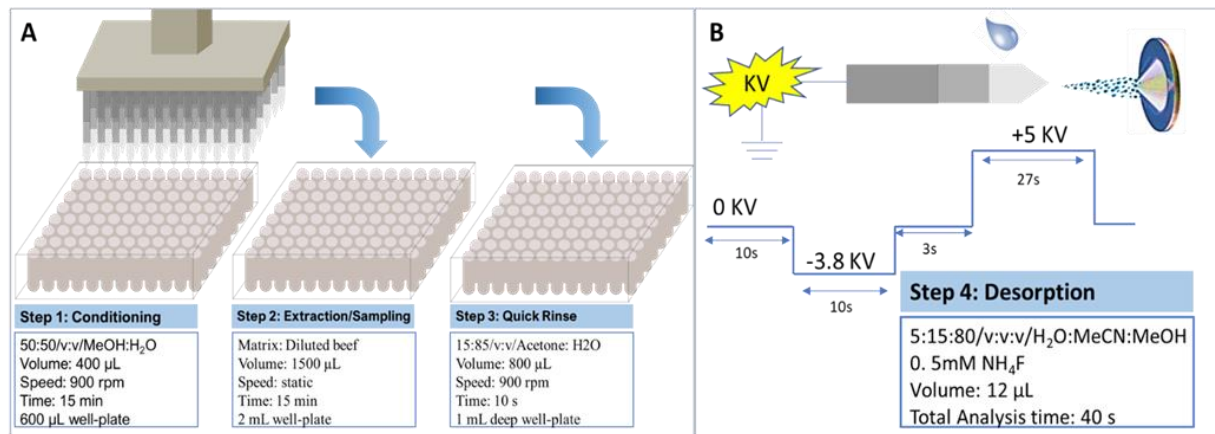 A
Step 1: Conditioning
50:50/v:v/MeOH:H₂O
Volume: 400 µL
Speed: 900 rpm
Time: 15 min
600 µL well-plate
Step 2: Extraction/Sampling
Matrix: Diluted beef
Volume: 1500 µL
Speed: static
Time: 15 min
2 mL well-plate
Step 3: Quick Rinse
15:85/v:v/Acetone: H2O
Volume: 800 µL
Speed: 900 rpm
Time: 10 s
1 mL deep well-plate
B
KV
+5 KV
27s
0 KV
10s
-3.8 KV
10s
3s
Step 4: Desorption
5:15:80/v:v:v/H₂O:MeCN:MeOH
0. 5mM NH₄F
Volume: 12 µL
Total Analysis time: 40 s